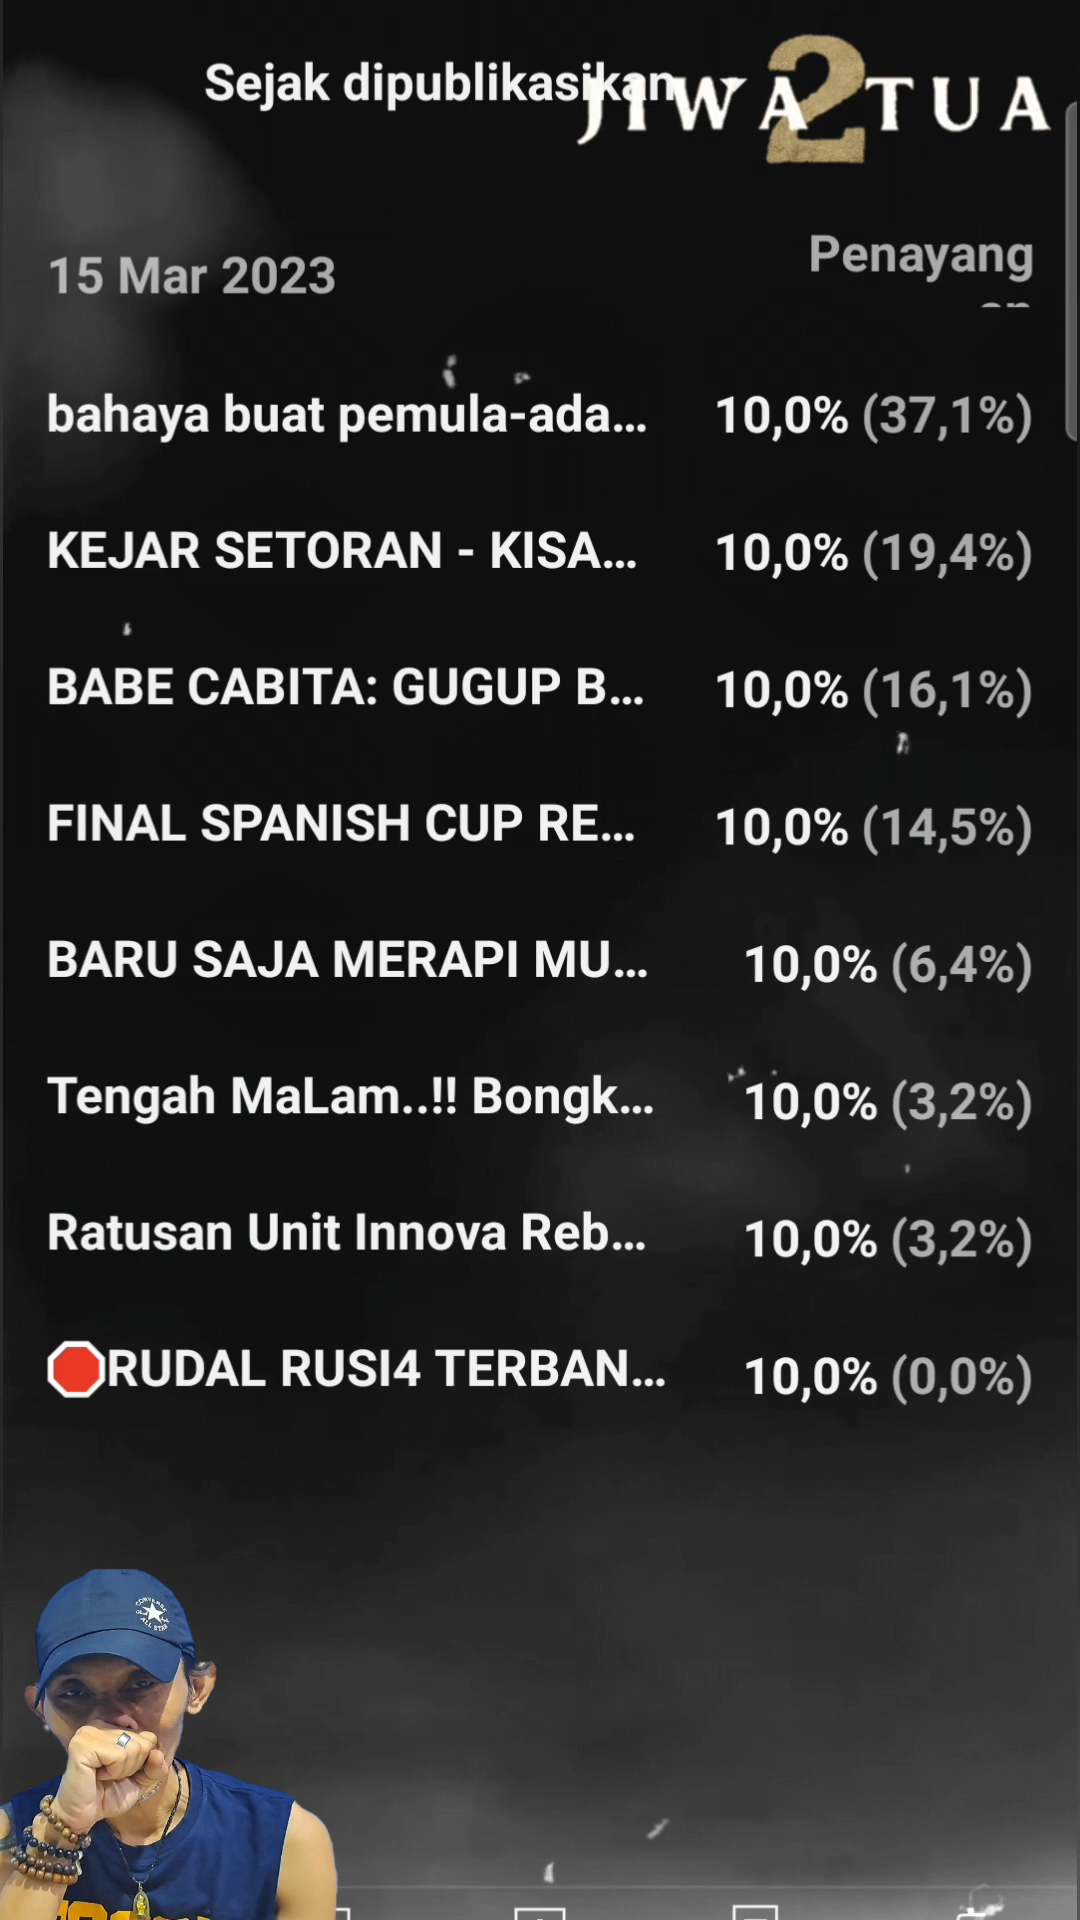 Sejak dipublikasikan
JIWA 2 TUA
15 Mar 2023
Penayang
bahaya buat pemula-ada... 10,0% (37,1%)
KEJAR SETORAN - KISA... 10,0% (19,4%)
BABE CABITA: GUGUP B... 10,0% (16,1%)
FINAL SPANISH CUP RE... 10,0% (14,5%)
BARU SAJA MERAPI MU... 10,0% (6,4%)
Tengah MaLam..!! Bongk... 10,0% (3,2%)
Ratusan Unit Innova Reb... 10,0% (3,2%)
RUDAL RUSI4 TERBAN... 10,0% (0,0%)
CONVERSE
ALL STAR